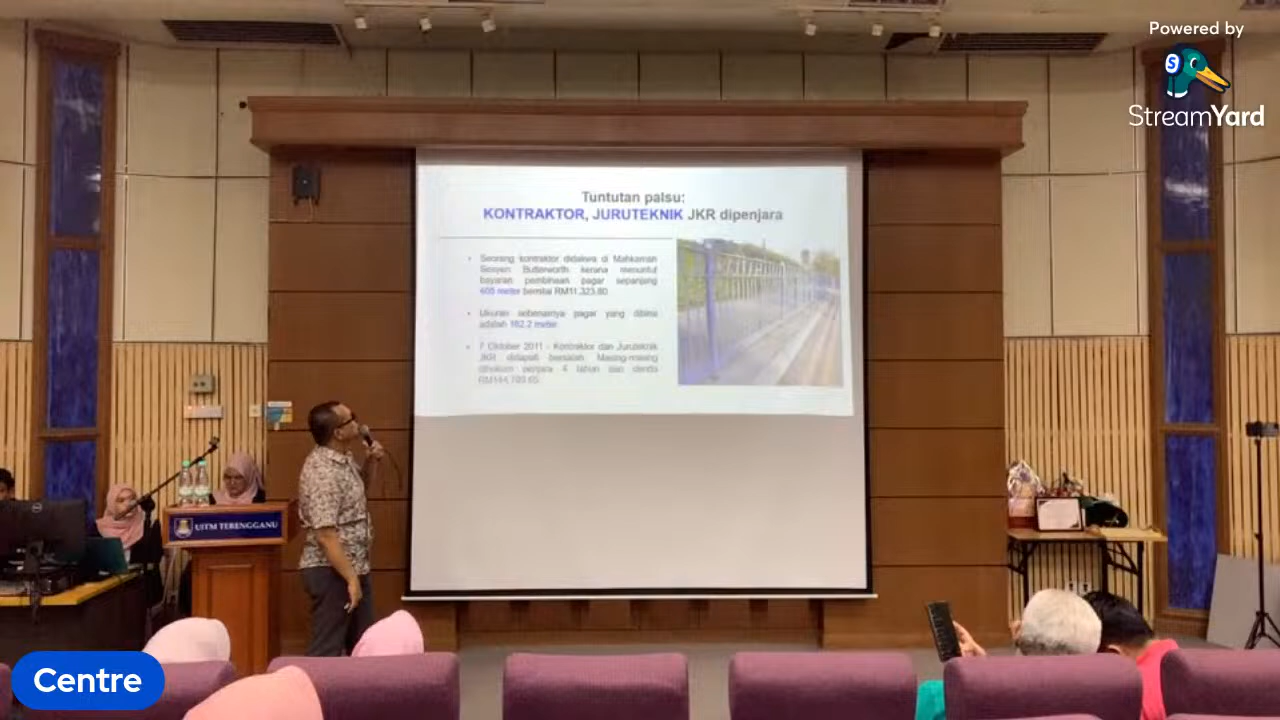 Powered by
S
StreamYard
Tuntutan palsu:
KONTRAKTOR, JURUTEKNIK JKR dipenjara
Seorang kontraktor didakwa di Mahkamah
Sesyen Butterworth kerana menuntut
bayaran pembinaan pagar sepanjang
meter bernilai RM11,323.80
Ukuran sebenarnya pagar yang dibina
adalah 162.2 meter
7 Oktober 2011 - Kontraktor dan Juruteknik
JKR didapati bersalah. Masing-masing
dihukum penjara 4 tahun dan denda
UITM TERENGGANU
Centre